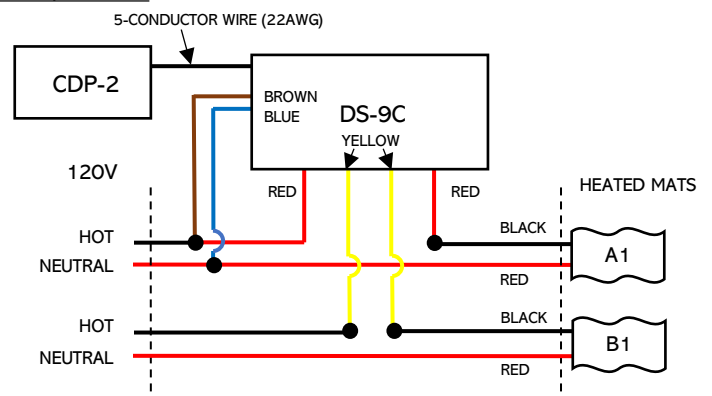 5-CONDUCTOR WIRE (22AWG)
CDP-2
BROWN
BLUE
DS-9C
YELLOW
120V
RED
RED
HEATED MATS
HOT
BLACK
A1
NEUTRAL
RED
HOT
BLACK
B1
NEUTRAL
RED